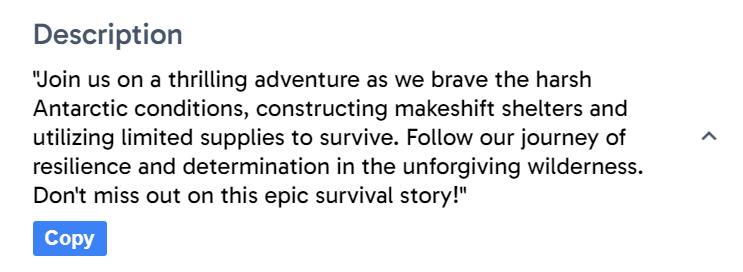 Description
"Join us on a thrilling adventure as we brave the harsh
Antarctic conditions, constructing makeshift shelters and
utilizing limited supplies to survive. Follow our journey of
resilience and determination in the unforgiving wilderness.
Don't miss out on this epic survival story!"
Copy